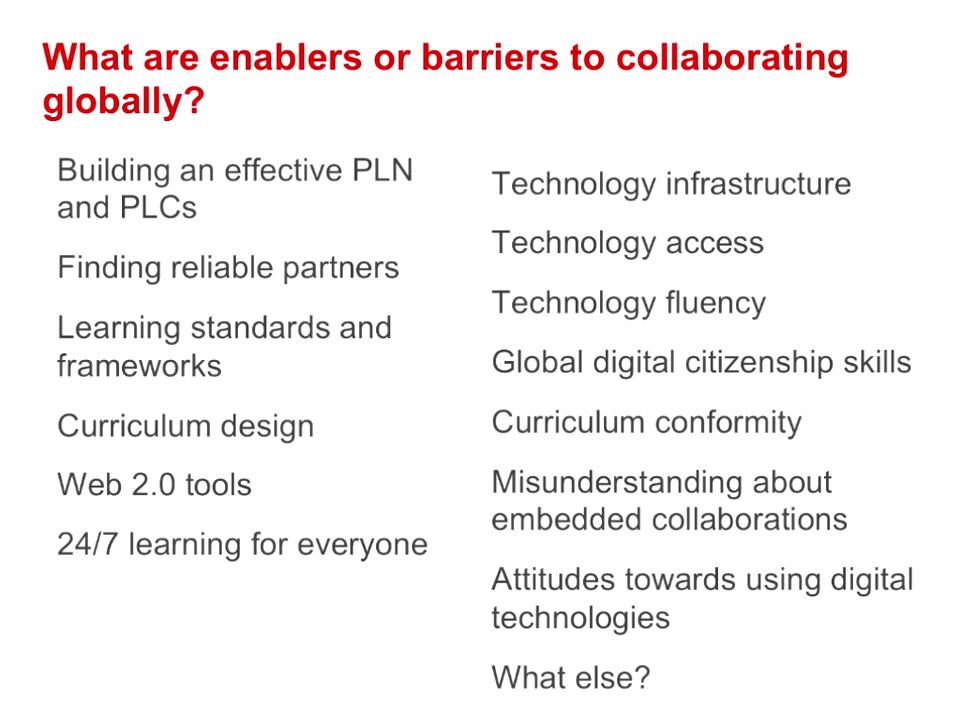 What are enablers or barriers to collaborating
globally?
Building an effective PLN
and PLCs
Finding reliable partners
Learning standards and
frameworks
Curriculum design
Web 2.0 tools
24/7 learning for everyone
Technology infrastructure
Technology access
Technology fluency
Global digital citizenship skills
Curriculum conformity
Misunderstanding about
embedded collaborations
Attitudes towards using digital
technologies
What else?